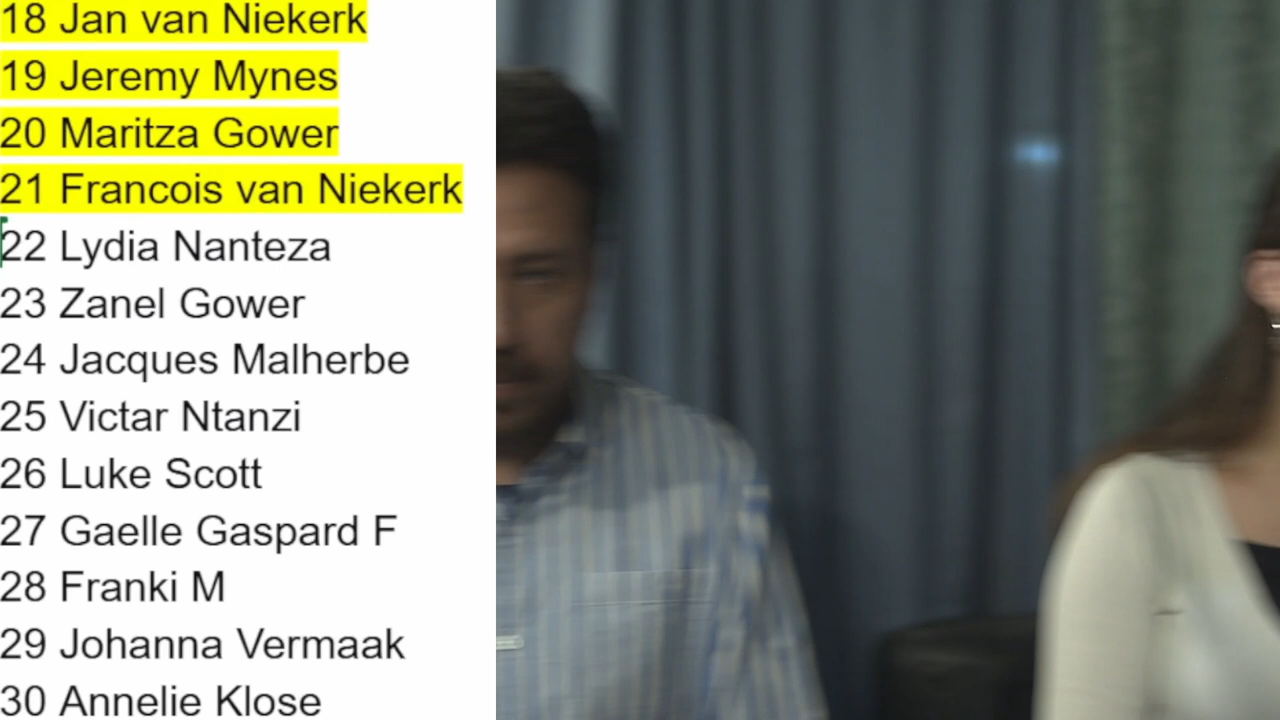 18 Jan van Niekerk
19 Jeremy Mynes
20 Maritza Gower
21 Francois van Niekerk
22 Lydia Nanteza
23 Zanel Gower
24 Jacques Malherbe
25 Victar Ntanzi
26 Luke Scott
27 Gaelle Gaspard F
28 Franki M
29 Johanna Vermaak
30 Annelie Klose